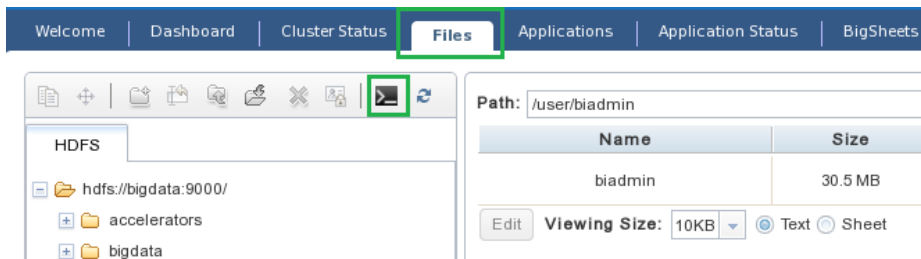 Welcome Dashboard Cluster Status Files Applications Application Status BigSheets
HDFS
hdfs://bigdata:9000/
accelerators
bigdata
Path: /user/biadmin
Name Size
biadmin 30.5 MB
Edit Viewing Size: 10KB Text Sheet